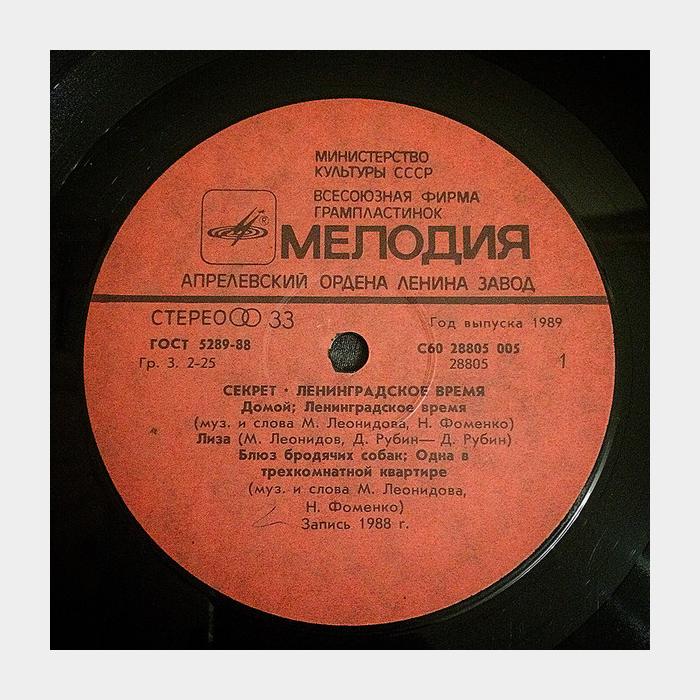 МИНИСТЕРСТВО
КУЛЬТУРЫ СССР
ВСЕСОЮЗНАЯ ФИРМА
ГРАМПЛАСТИНОК
®
МЕЛОДИЯ
АПРЕЛЕВСКИЙ ОРДЕНА ЛЕНИНА ЗАВОД
СТЕРЕО 33
Год выпуска 1989
ГОСТ 5289-88
С60 28805 005
Гр. 3. 2-25
28805
1
СЕКРЕТ · ЛЕНИНГРАДСКОЕ ВРЕМЯ
Домой; Ленинградское время
(муз. и слова М. Леонидова, Н. Фоменко)
Лиза (М. Леонидов, Д. Рубин— Д. Рубин)
Блюз бродячих собак; Одна в
трехкомнатной квартире
(муз. и слова М. Леонидова,
Н. Фоменко)
Запись 1988 г.